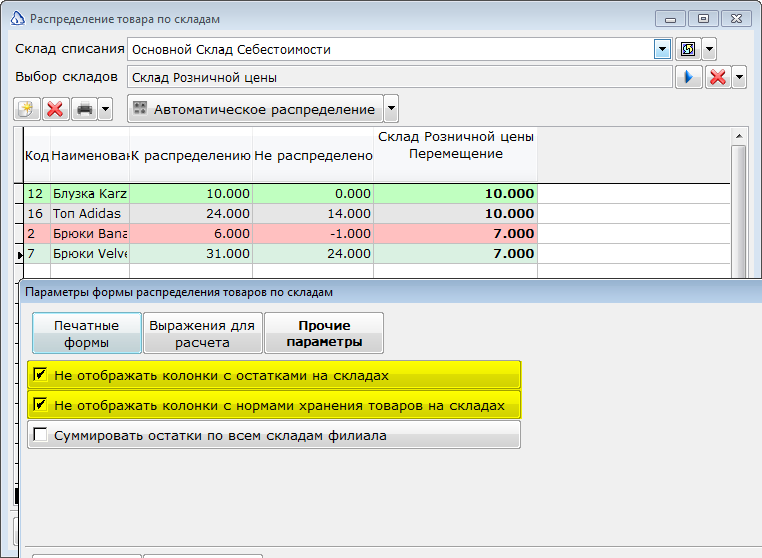 Распределение товара по складам
Склад списания Основной Склад Себестоимости
Выбор складов Склад Розничной цены
Автоматическое распределение
Код Наименован К распределению Не распределено Склад Розничной цены
Перемещение
12 Блузка Karz 10.000 0.000 10.000
16 Топ Adidas 24.000 14.000 10.000
2 Брюки Bana 6.000 -1.000 7.000
7 Брюки Velve 31.000 24.000 7.000
Параметры формы распределения товаров по складам
Печатные
формы
Выражения для
расчета
Прочие
параметры
Не отображать колонки с остатками на складах
Не отображать колонки с нормами хранения товаров на складах
Суммировать остатки по всем складам филиала